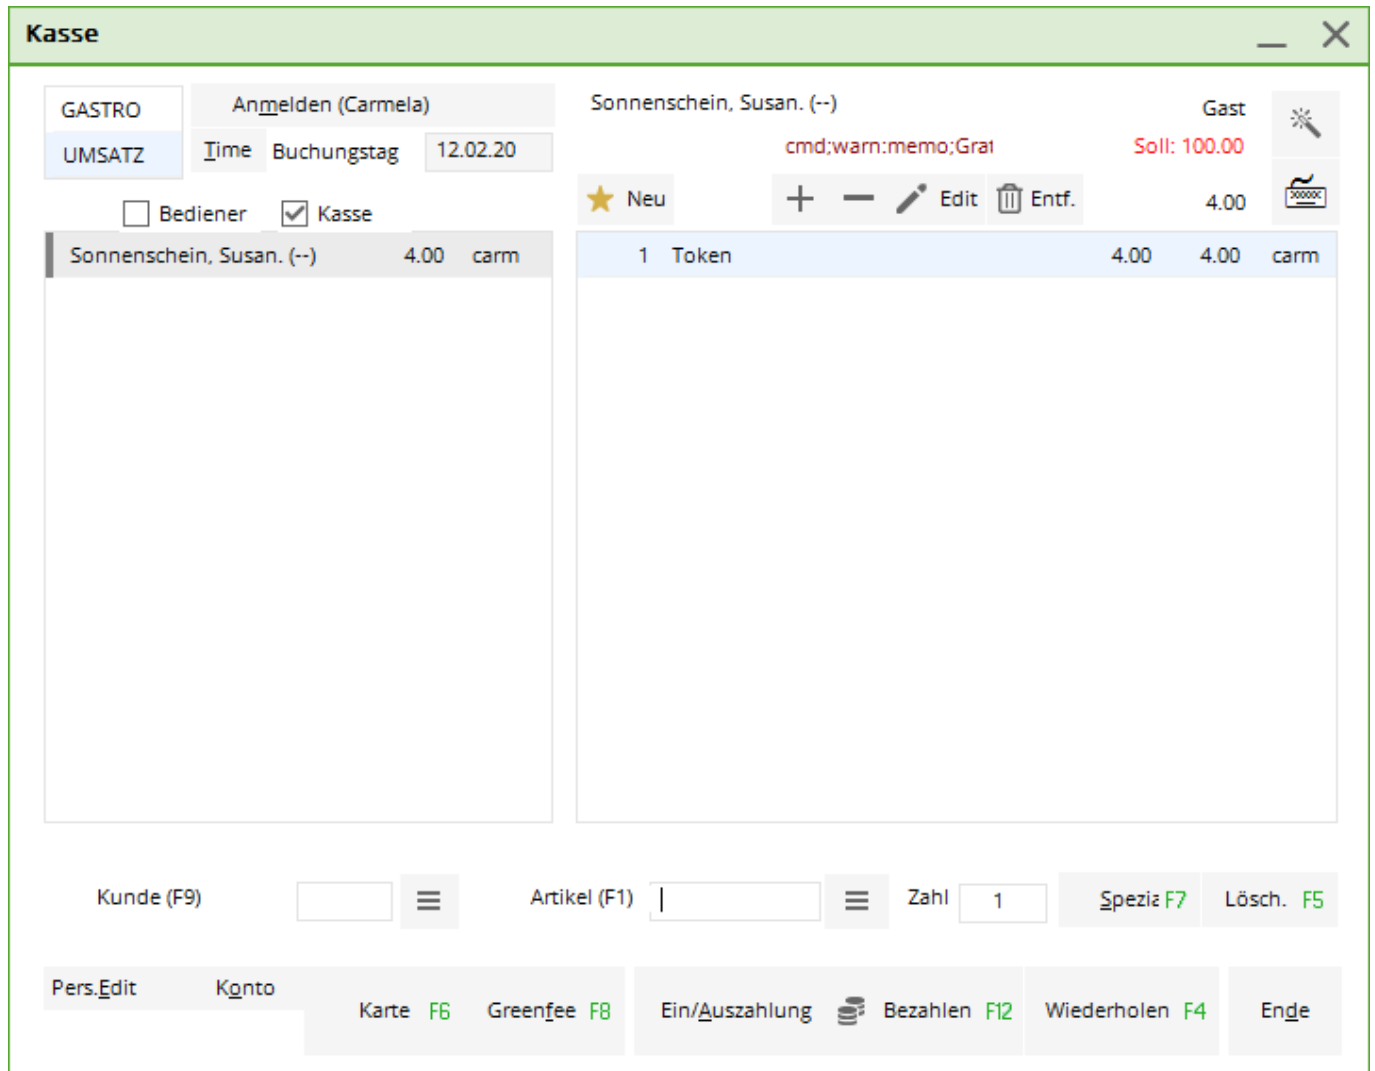 Kasse
GASTRO
Anmelden (Carmela)
Sonnenschein, Susan. (--)
Gast
UMSATZ
Time
Buchungstag
12.02.20
cmd;warn:memo;Grat
Soll: 100.00
Neu
Edit
Entf.
4.00
Bediener
Kasse
Sonnenschein, Susan. (--) 4.00 carm
1 Token 4.00 4.00 carm
Kunde (F9)
Artikel (F1)
Zahl
1
Spezia F7
Lösch. F5
Pers.Edit
Konto
Karte F6
Greenfee F8
Ein/Auszahlung
Bezahlen F12
Wiederholen F4
Ende